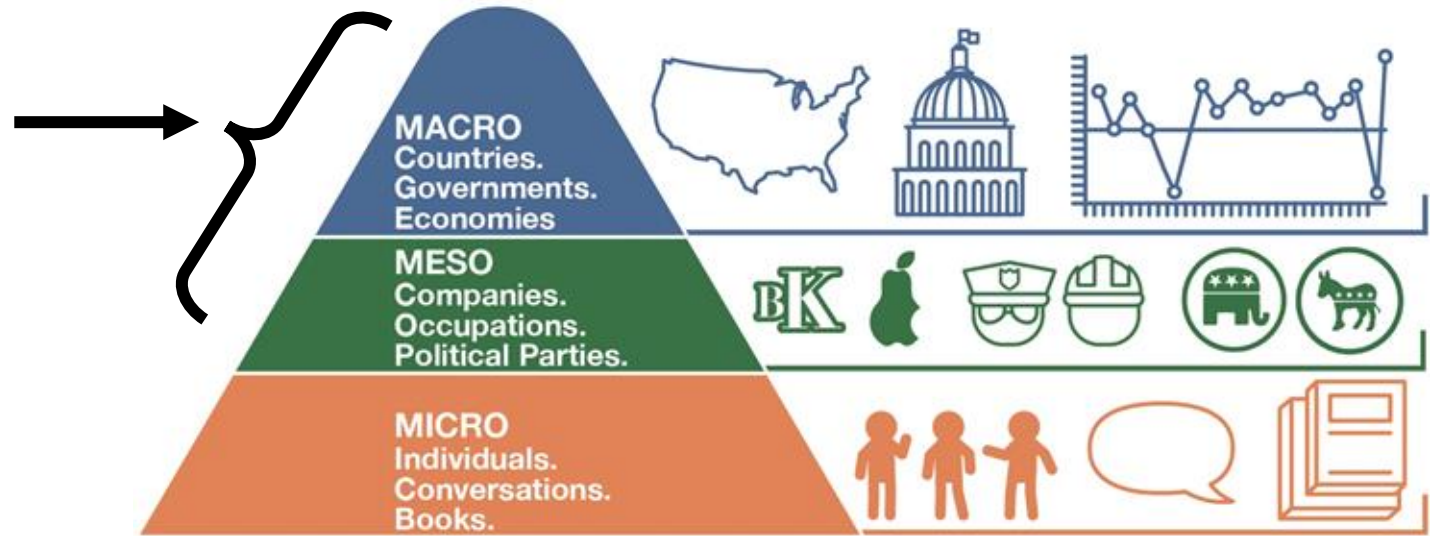 MACRO
Countries.
Governments.
Economies
MESO
Companies.
Occupations.
Political Parties.
BK
MICRO
Individuals.
Conversations.
Books.